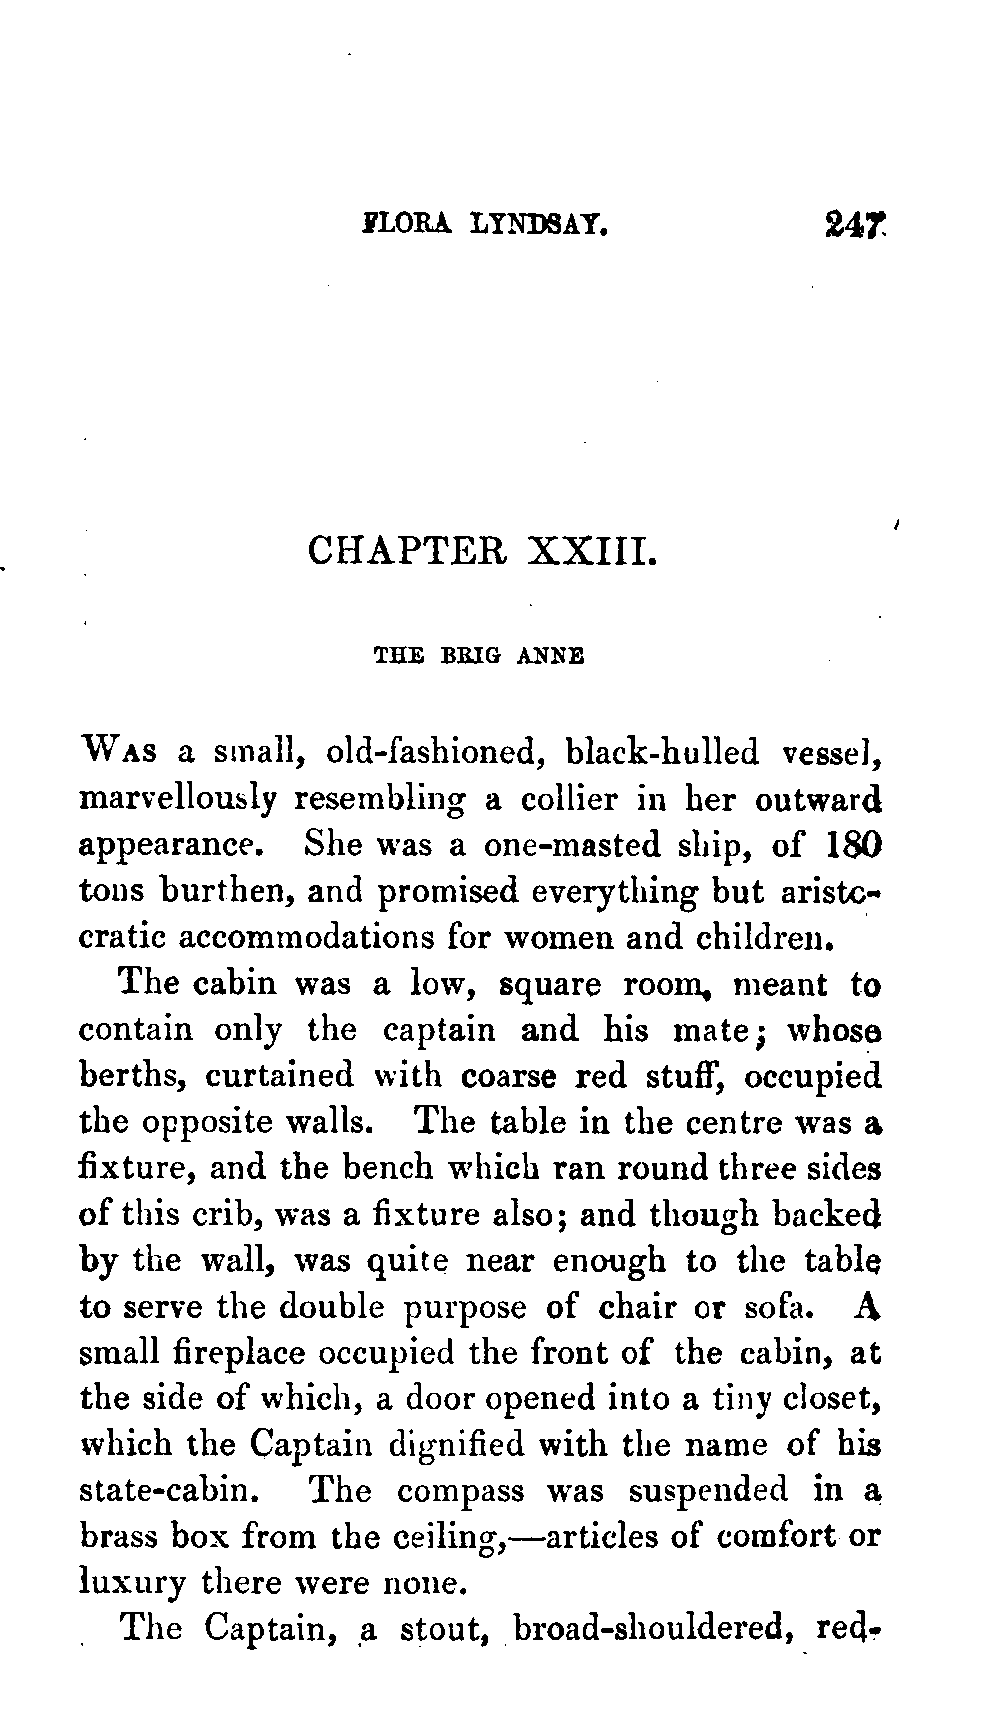 FLORA LYNDSAY. 247.
CHAPTER XXIII.
THE BRIG ANNE
WAS a small, old-fashioned, black-hulled vessel,
marvellously resembling a collier in her outward
appearance. She was a one-masted ship, of 180
tons burthen, and promised everything but aristo-
cratic accommodations for women and children.
The cabin was a low, square room, meant to
contain only the captain and his mate; whose
berths, curtained with coarse red stuff, occupied
the opposite walls. The table in the centre was a
fixture, and the bench which ran round three sides
of this crib, was a fixture also; and though backed
by the wall, was quite near enough to the table
to serve the double purpose of chair or sofa. A
small fireplace occupied the front of the cabin, at
the side of which, a door opened into a tiny closet,
which the Captain dignified with the name of his
state-cabin. The compass was suspended in a
brass box from the ceiling,—articles of comfort or
luxury there were none.
The Captain, a stout, broad-shouldered, red-